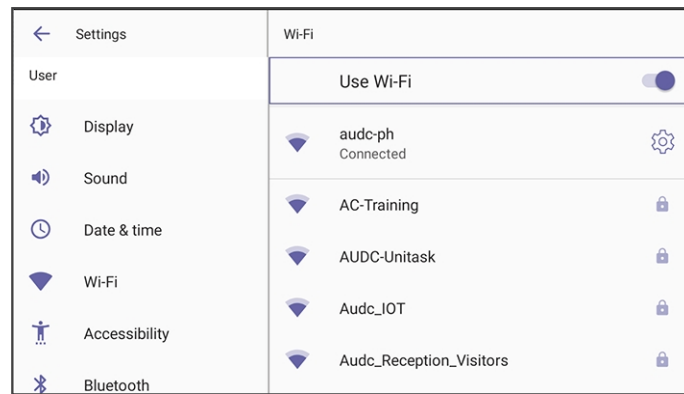 Settings
User
Display
Sound
Date & time
Wi-Fi
Accessibility
Bluetooth
Wi-Fi
Use Wi-Fi
audc-ph
Connected
AC-Training
AUDC-Unitask
Audc_IOT
Audc_Reception_Visitors